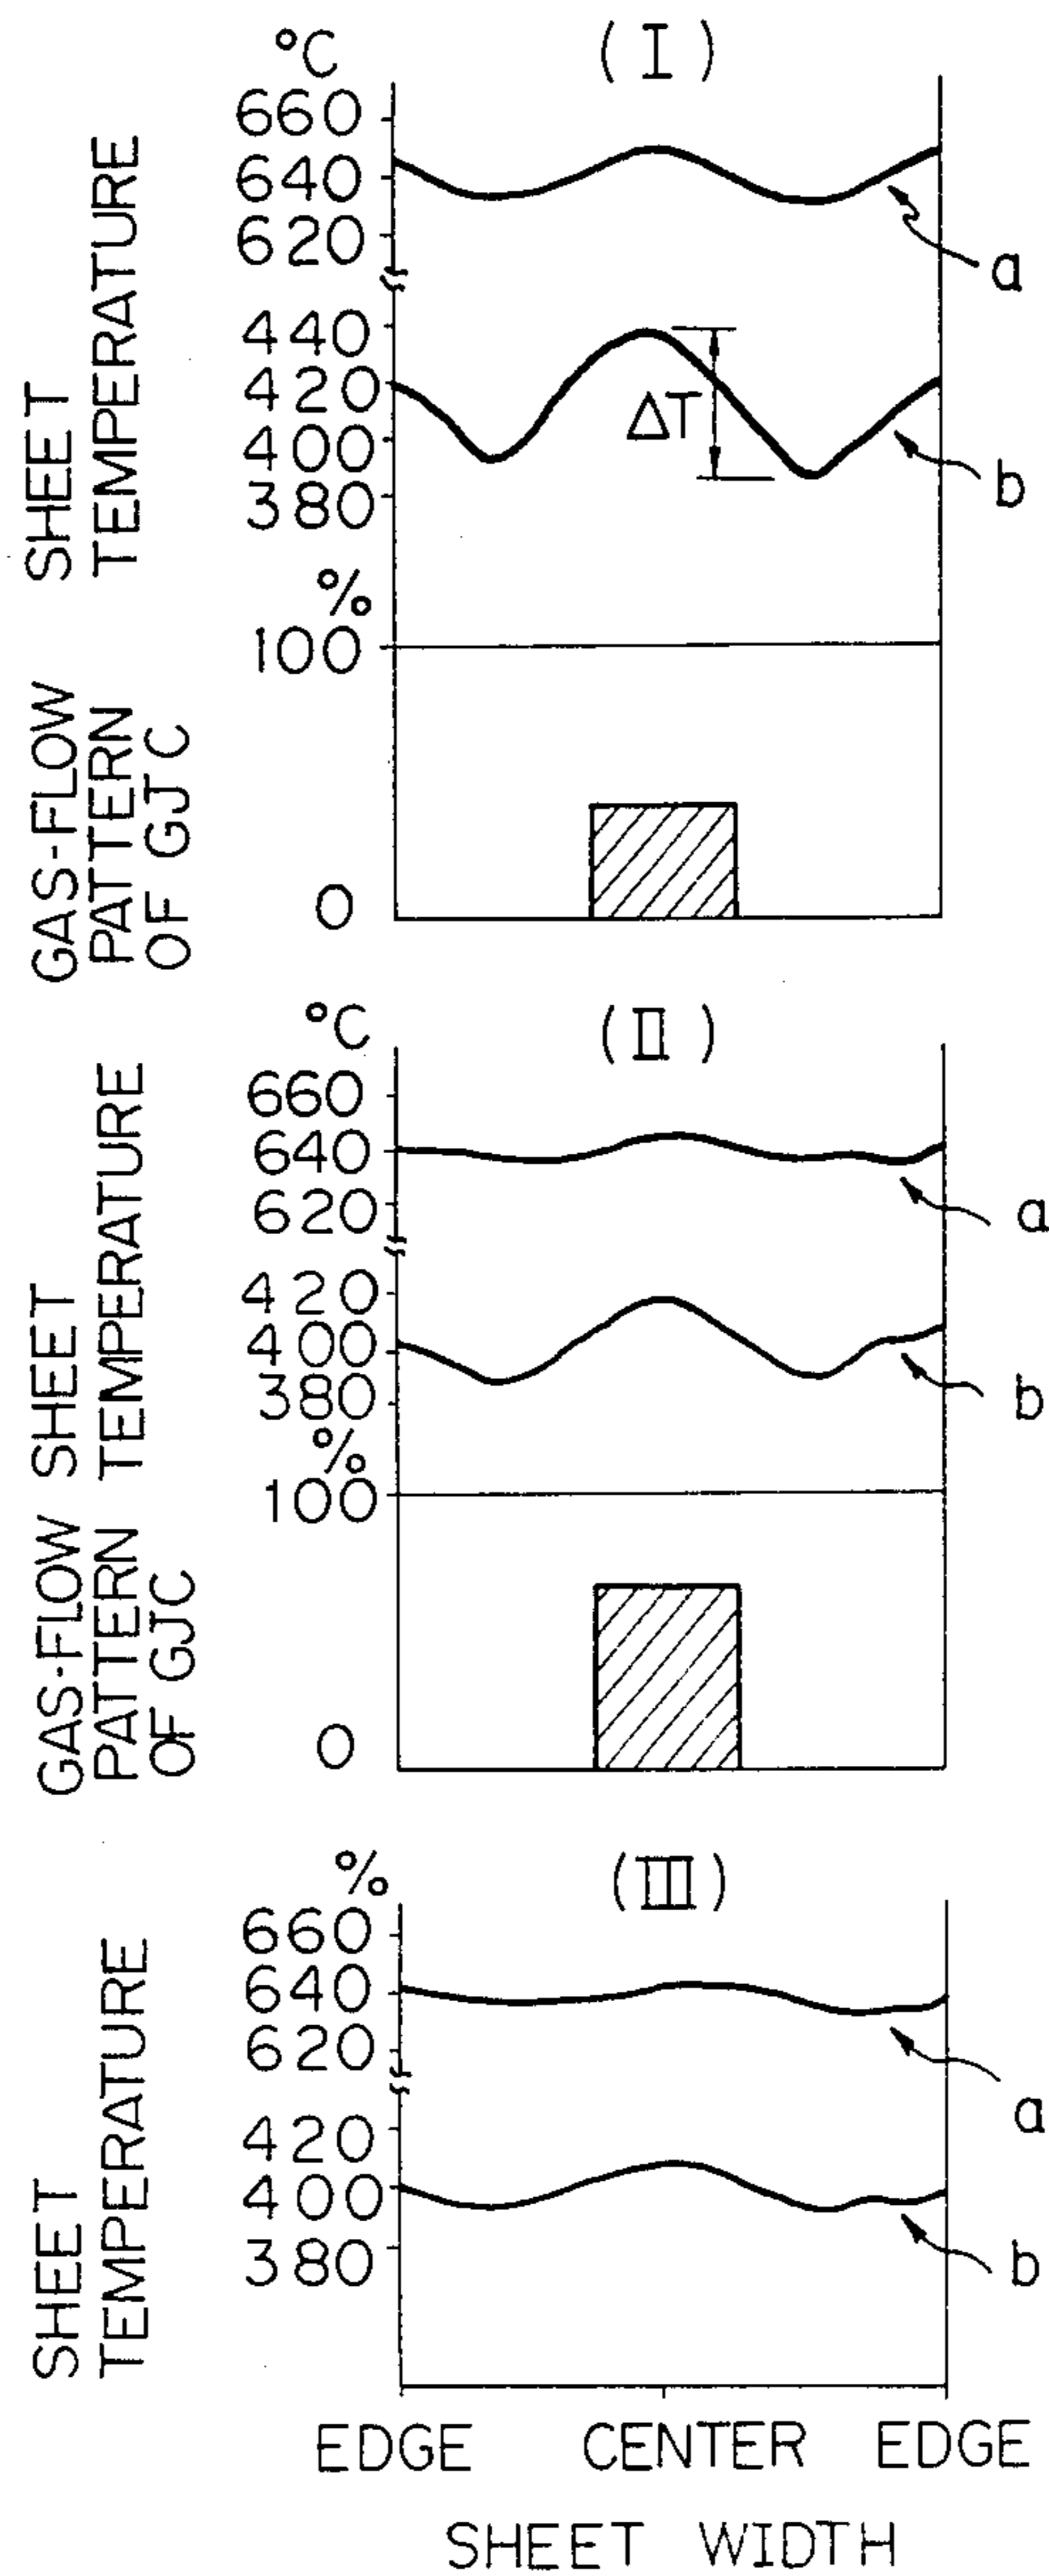 (I)
°C
660
640
620
440
420
400
380
SHEET
TEMPERATURE
a
ΔT
b
%
100
0
GAS-FLOW
PATTERN
OF GJC
(II)
°C
660
640
620
420
400
380
SHEET
TEMPERATURE
a
b
%
100
0
GAS-FLOW
PATTERN
OF GJC
(III)
%
660
640
620
420
400
380
SHEET
TEMPERATURE
a
b
EDGE CENTER EDGE
SHEET WIDTH